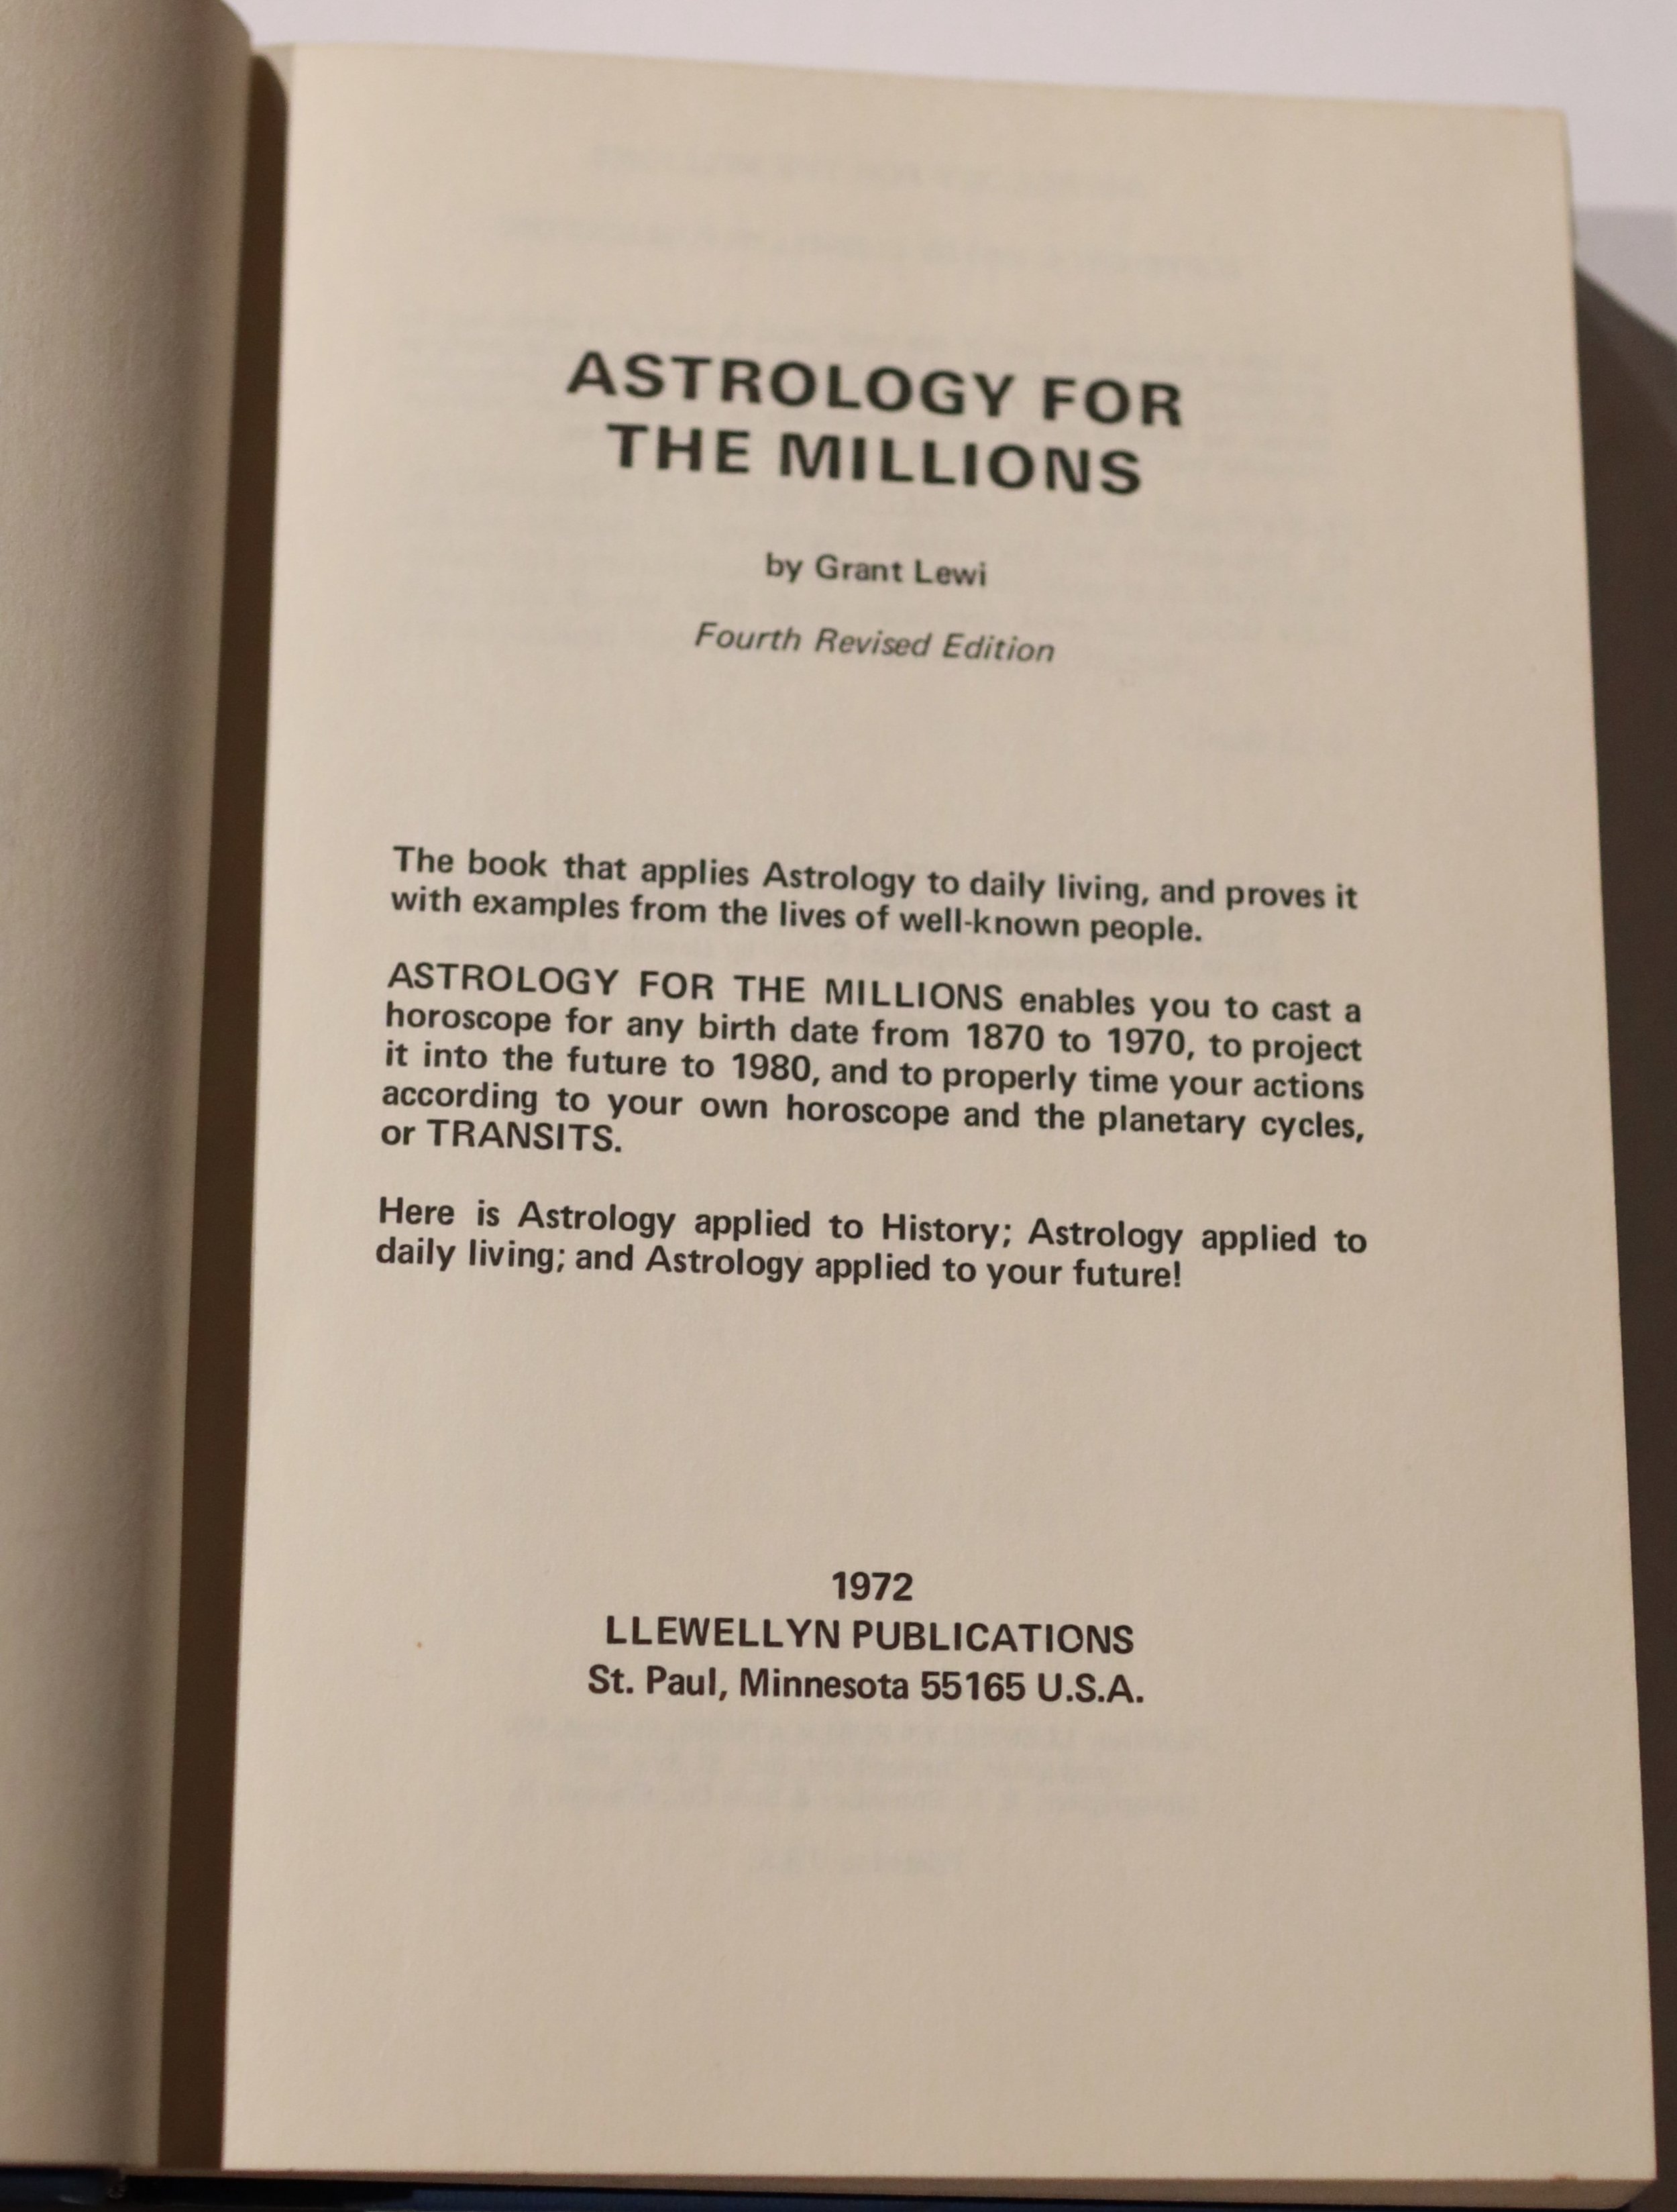 ASTROLOGY FOR
THE MILLIONS
by Grant Lewi
Fourth Revised Edition
The book that applies Astrology to daily living, and proves it
with examples from the lives of well-known people.
ASTROLOGY FOR THE MILLIONS enables you to cast a
horoscope for any birth date from 1870 to 1970, to project
it into the future to 1980, and to properly time your actions
according to your own horoscope and the planetary cycles,
or TRANSITS.
Here is Astrology applied to History; Astrology applied to
daily living; and Astrology applied to your future!
1972
LLEWELLYN PUBLICATIONS
St. Paul, Minnesota 55165 U.S.A.